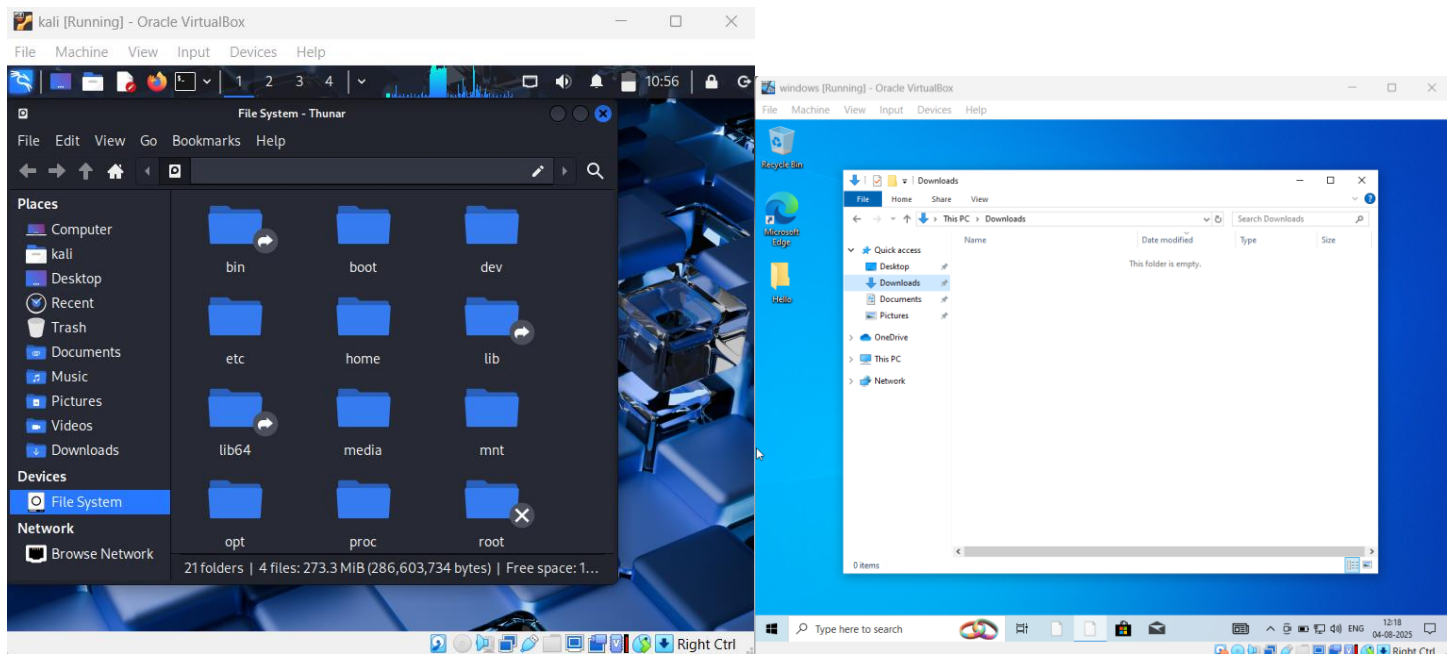 kali [Running] - Oracle VirtualBox
File Machine View Input Devices Help
1 2 3 4 10:56
File System - Thunar
File Edit View Go Bookmarks Help
Places
Computer
kali
Desktop
Recent
Trash
Documents
Music
Pictures
Videos
Downloads
Devices
File System
Network
Browse Network
bin boot dev
etc home lib
lib64 media mnt
opt proc root
21 folders | 4 files: 273.3 MiB (286,603,734 bytes) | Free space: 1...
Right Ctrl
windows [Running] - Oracle VirtualBox
File Machine View Input Devices Help
Recycle Bin
Microsoft
Edge
Hello
Downloads
File Home Share View
This PC > Downloads
Search Downloads
Name Date modified Type Size
This folder is empty.
Quick access
Desktop
Downloads
Documents
Pictures
OneDrive
This PC
Network
0 items
Type here to search
ENG
12:18
04-08-2025
Right Ctrl